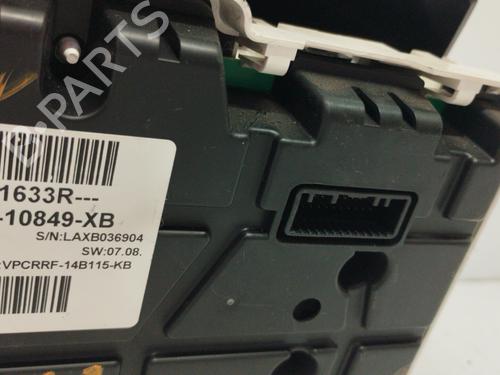 B-PARTS
1633R---
-10849-XB
S/N:LAXB036904
SW:07.08.
:VPCRRF-14B115-KB